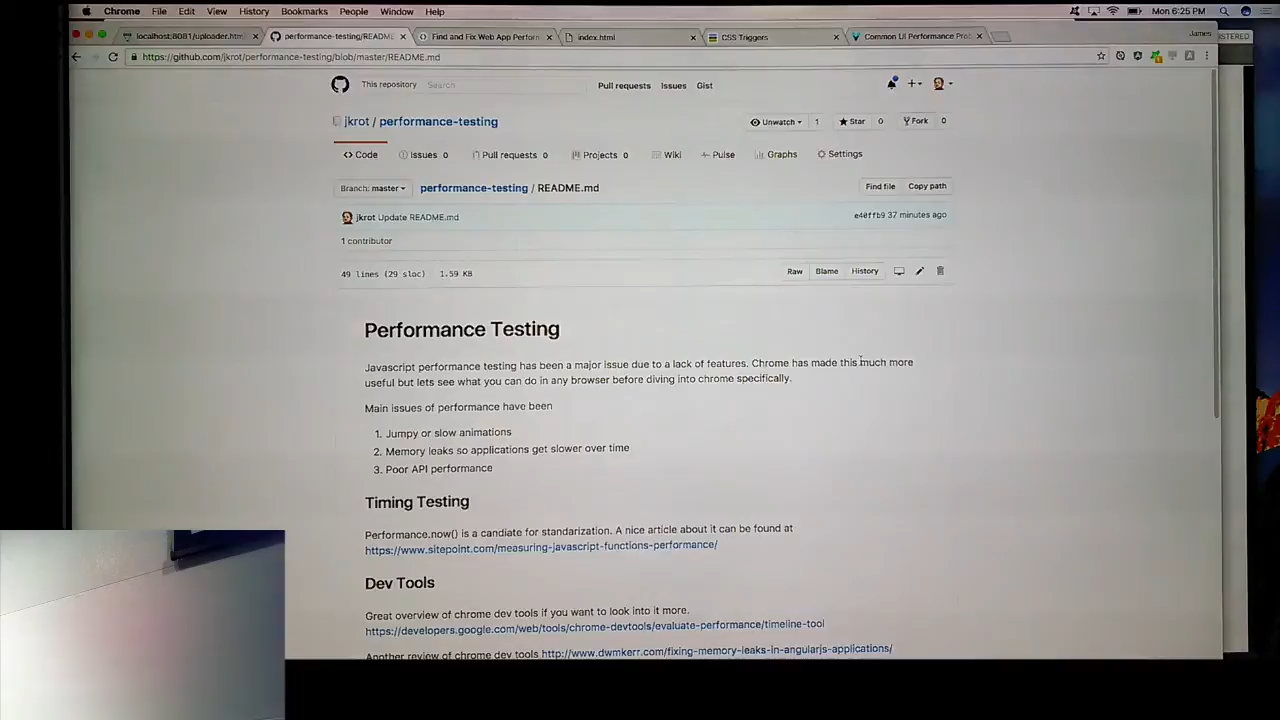 Chrome File Edit View History Bookmarks People Window Help Mon 6:25 PM
localhost:8081/uploader.htm performance-testing/README Find and Fix Web App Perform index.html CSS Triggers Common UI Performance Prob James
https://github.com/jkrot/performance-testing/blob/master/README.md
This repository Search Pull requests Issues Gist
jkrot / performance-testing Unwatch 1 Star 0 Fork 0
Code Issues 0 Pull requests 0 Projects 0 Wiki Pulse Graphs Settings
Branch: master performance-testing / README.md Find file Copy path
jkrot Update README.md e4effb9 37 minutes ago
1 contributor
49 lines (29 sloc) 1.59 KB Raw Blame History
Performance Testing
Javascript performance testing has been a major issue due to a lack of features. Chrome has made this much more
useful but lets see what you can do in any browser before diving into chrome specifically.
Main issues of performance have been
1. Jumpy or slow animations
2. Memory leaks so applications get slower over time
3. Poor API performance
Timing Testing
Performance.now() is a candiate for standarization. A nice article about it can be found at
https://www.sitepoint.com/measuring-javascript-functions-performance/
Dev Tools
Great overview of chrome dev tools if you want to look into it more.
https://developers.google.com/web/tools/chrome-devtools/evaluate-performance/timeline-tool
Another review of chrome dev tools http://www.dwmkerr.com/fixing-memory-leaks-in-angularjs-applications/